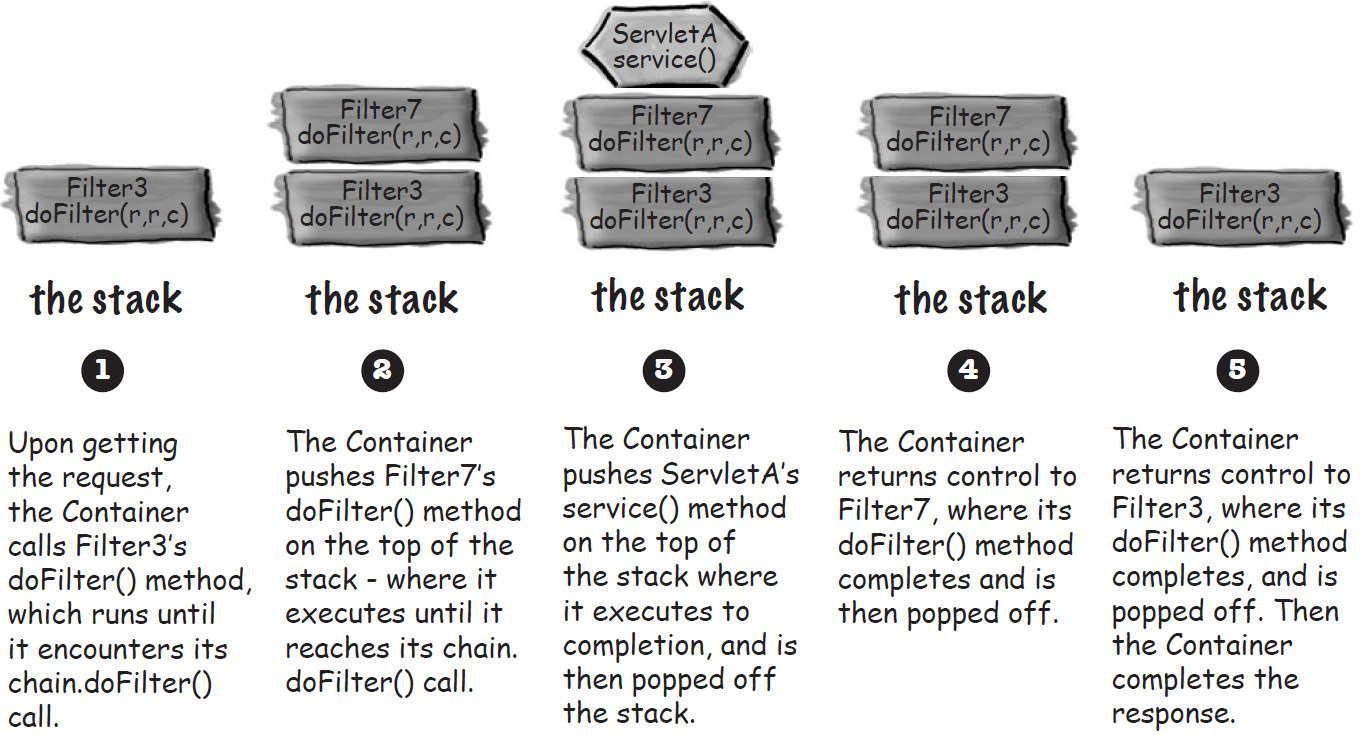 Filter3
doFilter(r,r,c)
the stack
1
Upon getting
the request,
the Container
calls Filter3's
doFilter() method,
which runs until
it encounters its
chain.doFilter()
call.
Filter7
doFilter(r,r,c)
Filter3
doFilter(r,r,c)
the stack
2
The Container
pushes Filter7's
doFilter() method
on the top of the
stack - where it
executes until it
reaches its chain.
doFilter() call.
ServletA
service()
Filter7
doFilter(r,r,c)
Filter3
doFilter(r,r,c)
the stack
3
The Container
pushes ServletA's
service() method
on the top of
the stack where
it executes to
completion, and is
then popped off
the stack.
Filter7
doFilter(r,r,c)
Filter3
doFilter(r,r,c)
the stack
4
The Container
returns control to
Filter7, where its
doFilter() method
completes and is
then popped off.
Filter3
doFilter(r,r,c)
the stack
5
The Container
returns control to
Filter3, where its
doFilter() method
completes, and is
popped off. Then
the Container
completes the
response.